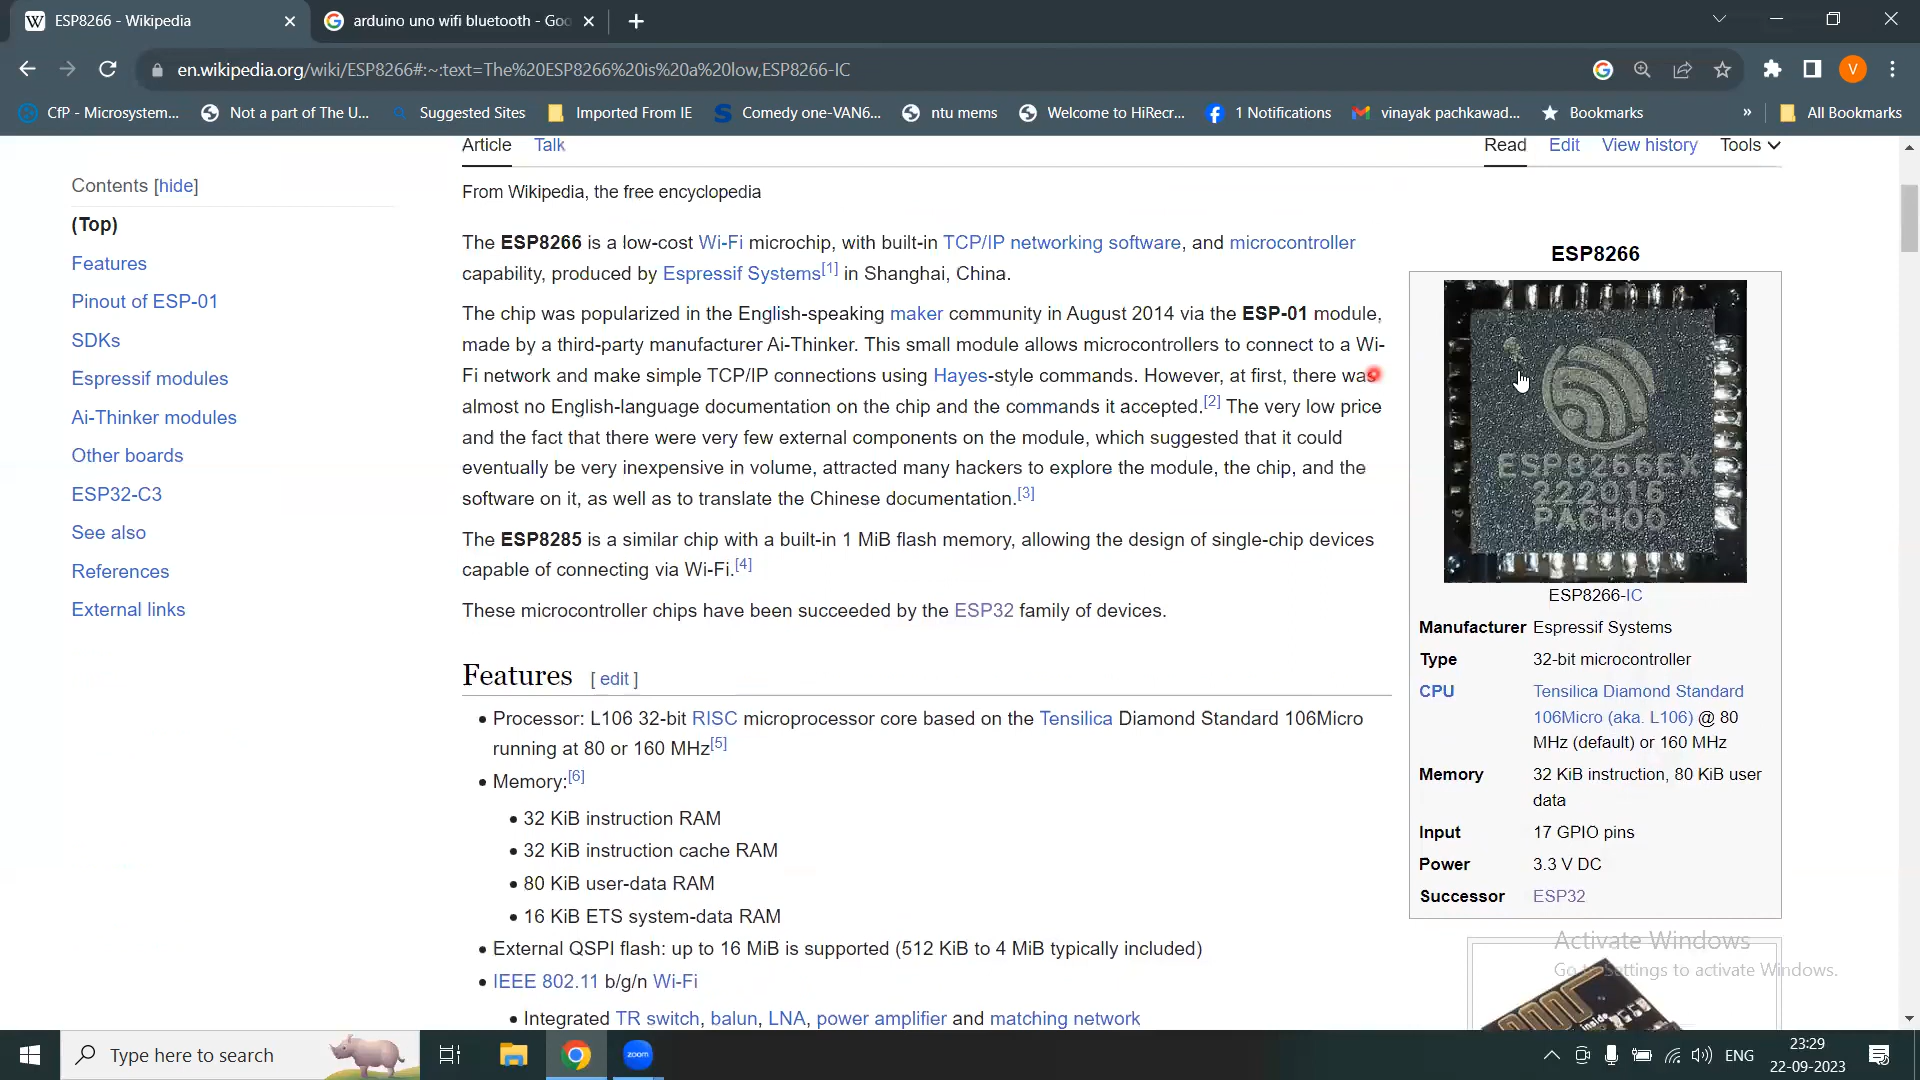 ESP8266 - Wikipedia
arduino uno wifi bluetooth - Goo
en.wikipedia.org/wiki/ESP8266#:~:text=The%20ESP8266%20is%20a%20low,ESP8266-IC
V
CfP - Microsystem...
Not a part of The U...
Suggested Sites
Imported From IE
Comedy one-VAN6...
ntu mems
Welcome to HiRecr...
1 Notifications
vinayak pachkawad...
Bookmarks
»
All Bookmarks
Article
Talk
Read
Edit
View history
Tools
Contents [hide]
(Top)
Features
Pinout of ESP-01
SDKs
Espressif modules
Ai-Thinker modules
Other boards
ESP32-C3
See also
References
External links
From Wikipedia, the free encyclopedia
The ESP8266 is a low-cost Wi-Fi microchip, with built-in TCP/IP networking software, and microcontroller
capability, produced by Espressif Systems[1] in Shanghai, China.
The chip was popularized in the English-speaking maker community in August 2014 via the ESP-01 module,
made by a third-party manufacturer Ai-Thinker. This small module allows microcontrollers to connect to a Wi-
Fi network and make simple TCP/IP connections using Hayes-style commands. However, at first, there was
almost no English-language documentation on the chip and the commands it accepted.[2] The very low price
and the fact that there were very few external components on the module, which suggested that it could
eventually be very inexpensive in volume, attracted many hackers to explore the module, the chip, and the
software on it, as well as to translate the Chinese documentation.[3]
The ESP8285 is a similar chip with a built-in 1 MiB flash memory, allowing the design of single-chip devices
capable of connecting via Wi-Fi.[4]
These microcontroller chips have been succeeded by the ESP32 family of devices.
Features [ edit ]
• Processor: L106 32-bit RISC microprocessor core based on the Tensilica Diamond Standard 106Micro
running at 80 or 160 MHz[5]
• Memory:[6]
• 32 KiB instruction RAM
• 32 KiB instruction cache RAM
• 80 KiB user-data RAM
• 16 KiB ETS system-data RAM
• External QSPI flash: up to 16 MiB is supported (512 KiB to 4 MiB typically included)
• IEEE 802.11 b/g/n Wi-Fi
• Integrated TR switch, balun, LNA, power amplifier and matching network
ESP8266
ESP8266EX
222016
PACH00
ESP8266-IC
Manufacturer Espressif Systems
Type 32-bit microcontroller
CPU Tensilica Diamond Standard
106Micro (aka. L106) @ 80
MHz (default) or 160 MHz
Memory 32 KiB instruction, 80 KiB user
data
Input 17 GPIO pins
Power 3.3 V DC
Successor ESP32
Activate Windows
Go to Settings to activate Windows.
Type here to search
zoom
ENG
23:29
22-09-2023